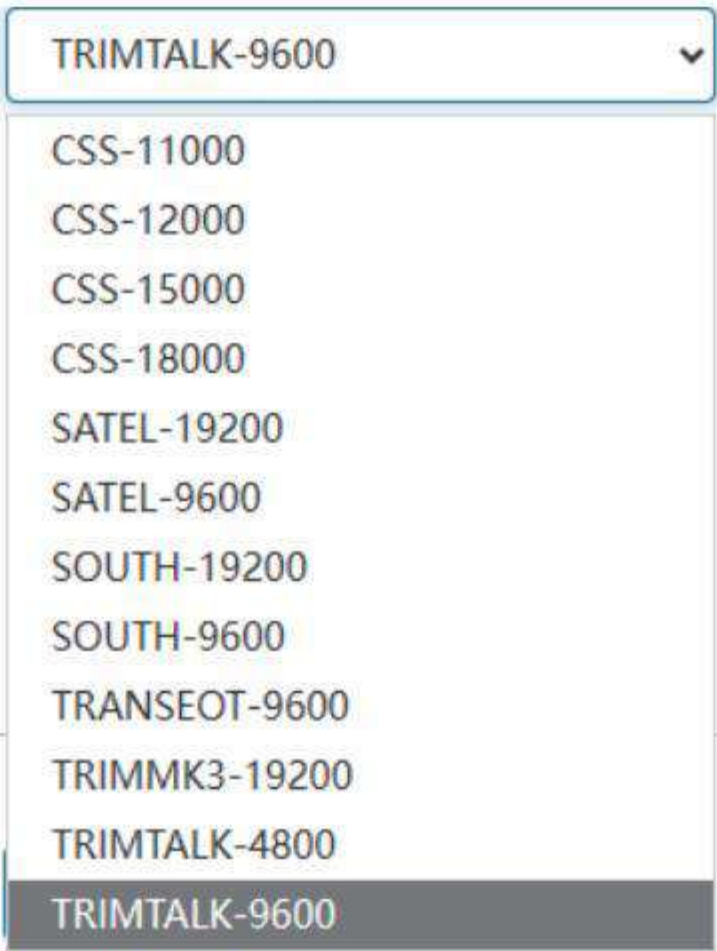 TRIMTALK-9600
CSS-11000
CSS-12000
CSS-15000
CSS-18000
SATEL-19200
SATEL-9600
SOUTH-19200
SOUTH-9600
TRANSEOT-9600
TRIMMK3-19200
TRIMTALK-4800
TRIMTALK-9600